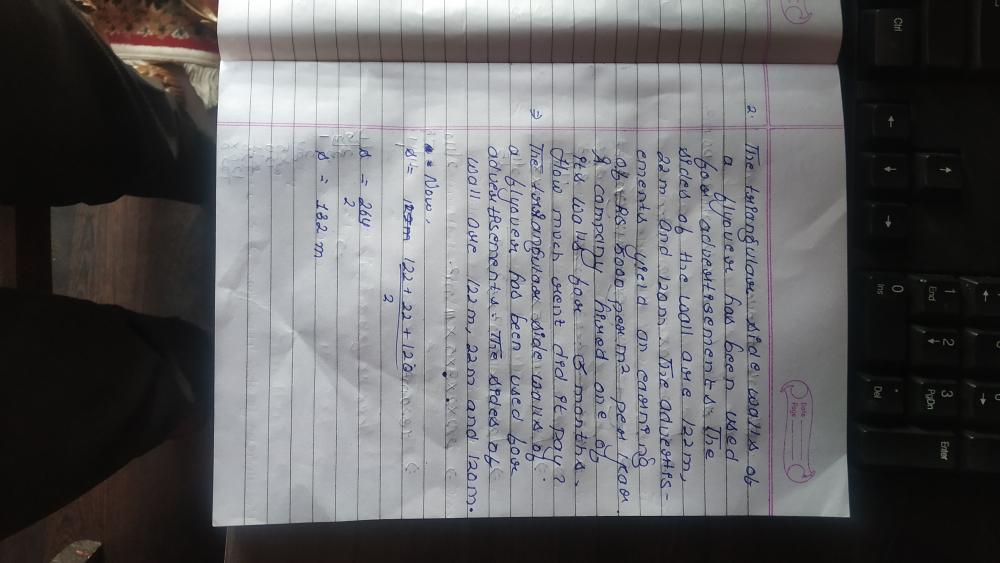 Date
Page
2. The triangular side walls of
a flyover has been used
for advertisements. The
sides of the wall are 122m,
22m and 120m. The advertis-
ements yield an earning
of Rs. 5000 per m2 per year.
A company hired one of
its walls for 3 months.
How much rent did it pay?
⇒ The triangular side walls of
a flyover has been used for
advertisements. The sides of
wall are 122m, 22m and 120m.
Now,
s = 122 + 22 + 120
2
s = 264
2
s = 132 m
Ctrl
←
↓
↑
→
0
Ins
1
End
←
2
↓
3
PgDn
→
.
Del
Enter